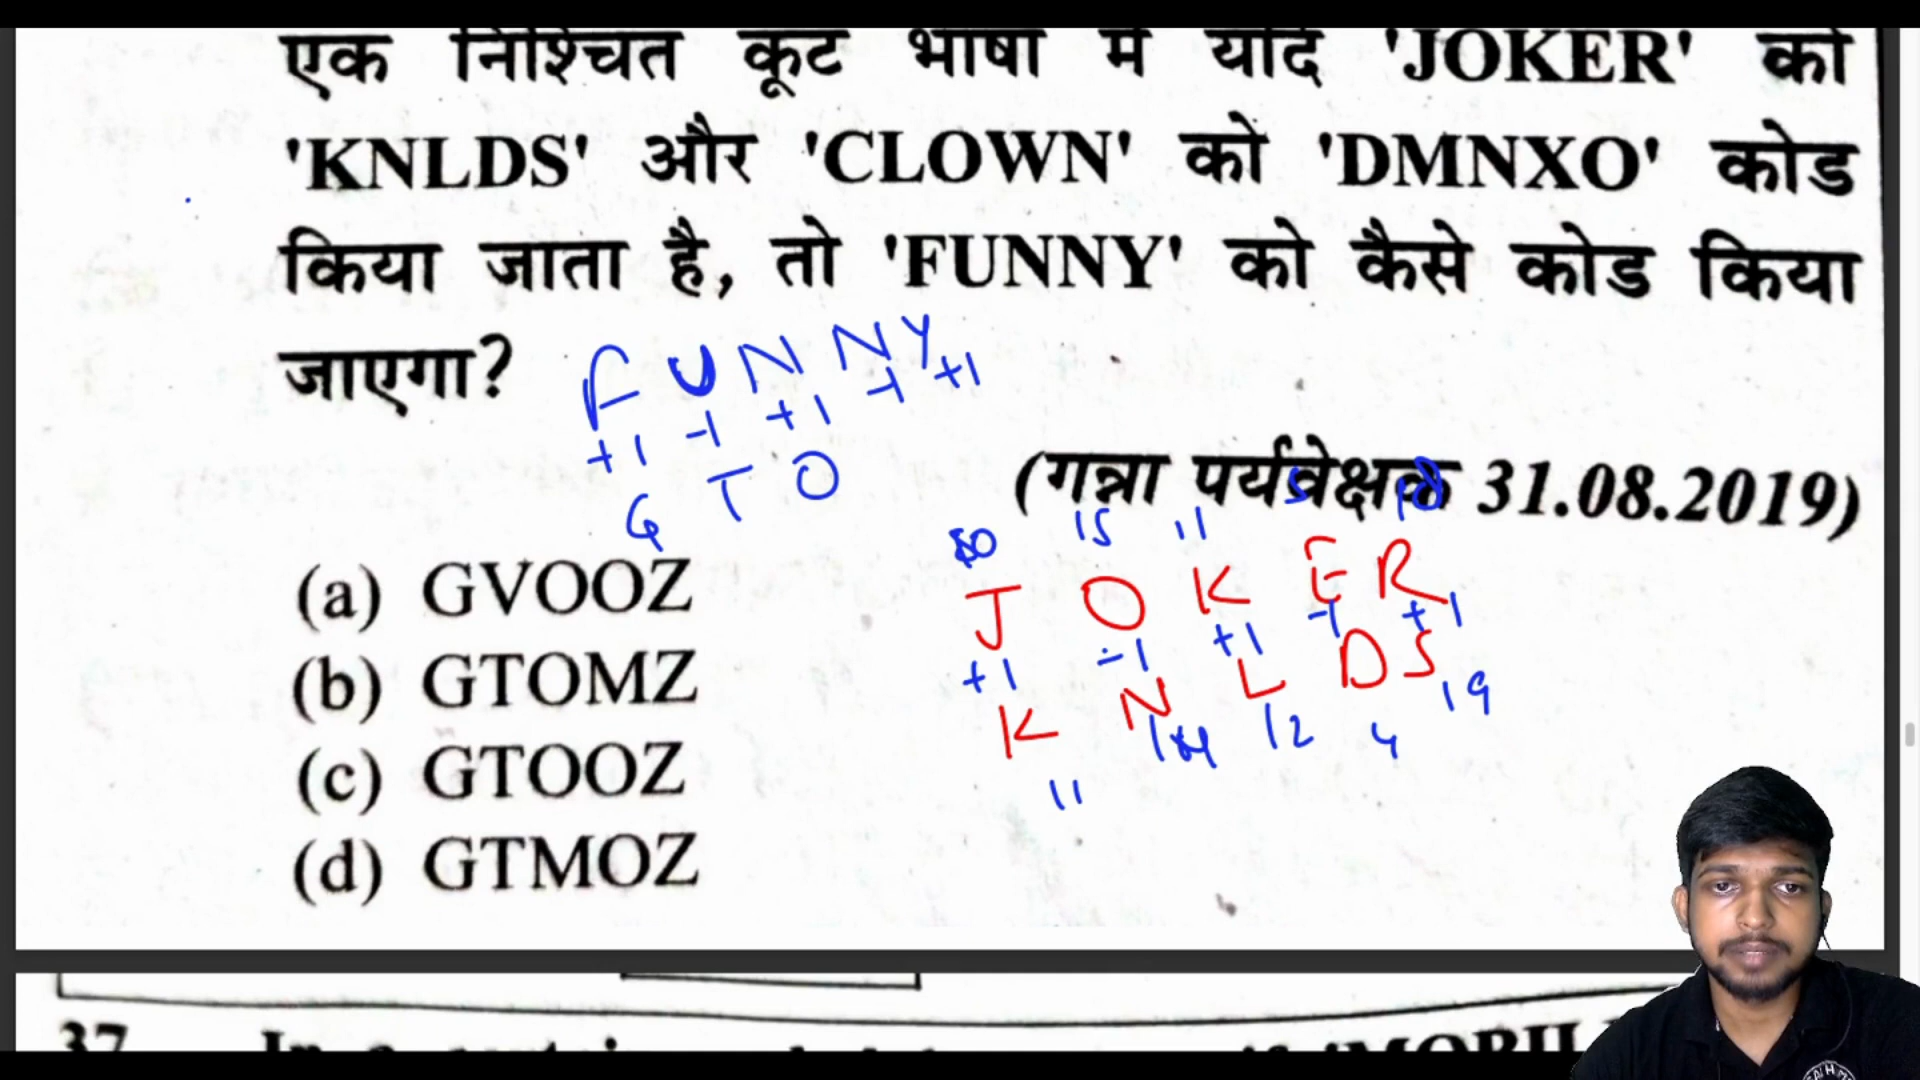 एक निश्चित कूट भाषा में यदि 'JOKER' को
'KNLDS' और 'CLOWN' को 'DMNXO' कोड
किया जाता है, तो 'FUNNY' को कैसे कोड किया
जाएगा?
F U N N Y
+1 -1 +1 -1 +1
G T O
(गन्ना पर्यवेक्षक 31.08.2019)
15 11 5 18
J O K E R
+1 -1 +1 -1 +1
K N L D S
11 14 12 4 19
(a) GVOOZ
(b) GTOMZ
(c) GTOOZ
(d) GTMOZ
37